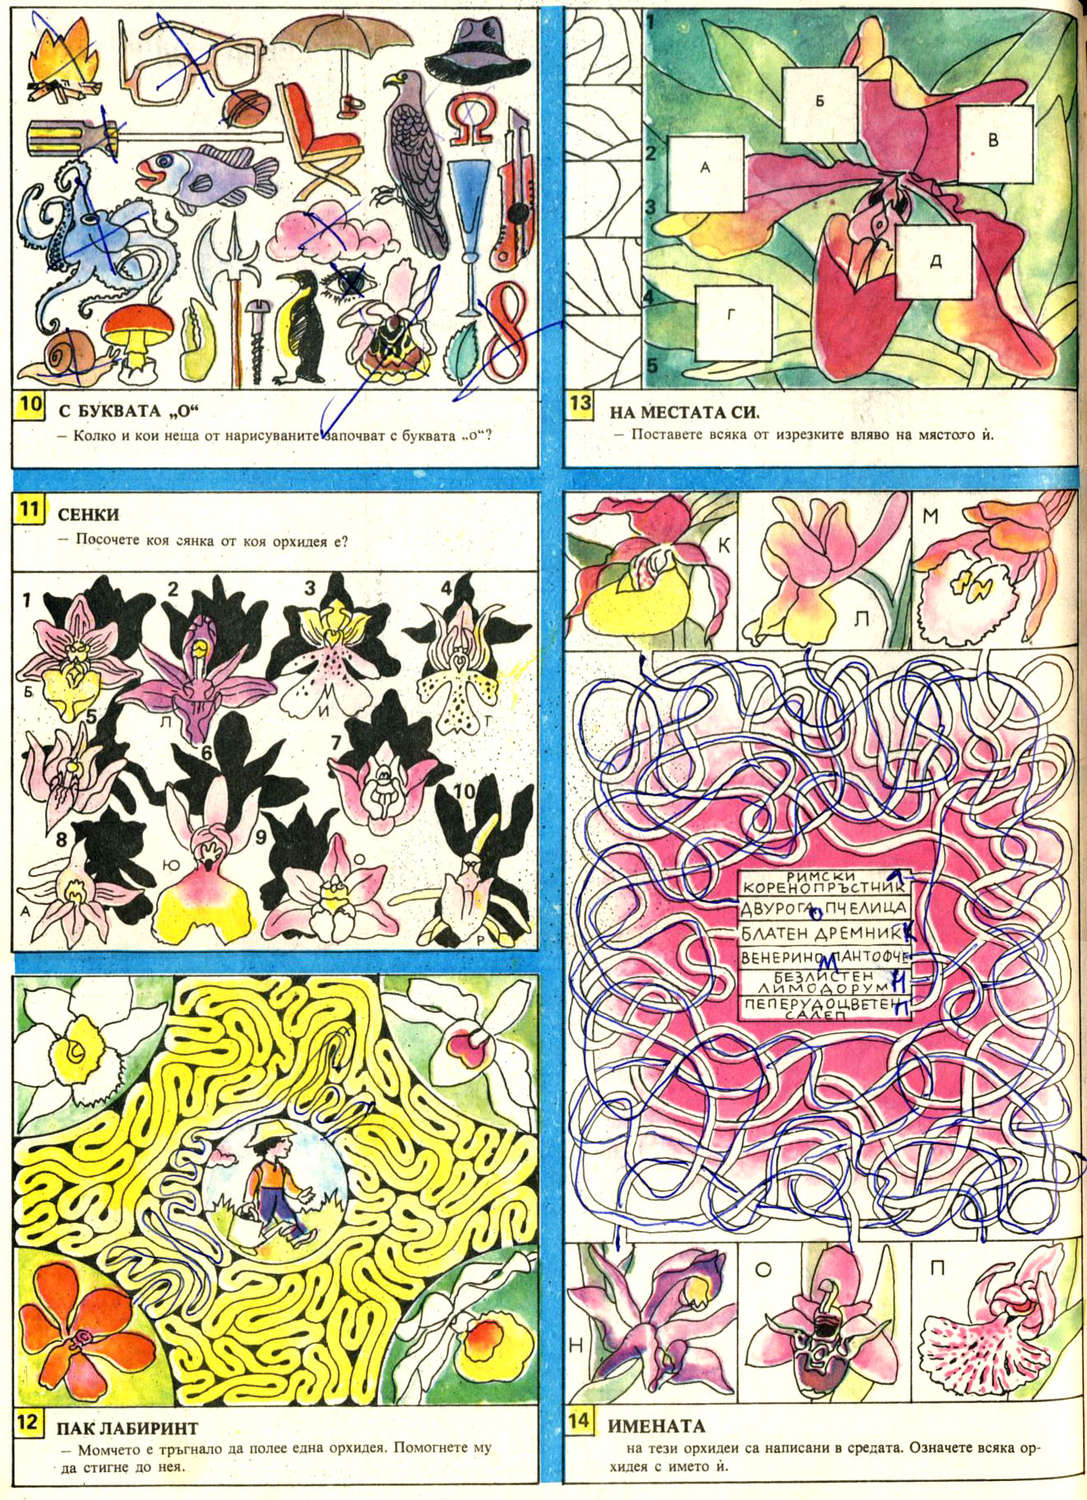 10
С БУКВАТА „О“
– Колко и кои неща от нарисуваните започват с буквата „о“?
1
2
3
4
5
А
Б
В
Г
Д
13
НА МЕСТАТА СИ.
– Поставете всяка от изрезките вляво на мястото ѝ.
11
СЕНКИ
– Посочете коя сянка от коя орхидея е?
1
2
3
4
Б
Л
И
Г
5
6
7
8
9
10
Ю
О
А
Р
12
ПАК ЛАБИРИНТ
– Момчето е тръгнало да полее една орхидея. Помогнете му
да стигне до нея.
К
Л
М
РИМСКИ
КОРЕНОПРЪСТНИК
Л
ДВУРОГА ПЧЕЛИЦА
О
БЛАТЕН ДРЕМНИК
К
ВЕНЕРИНО ПАНТОФЧЕ
М
БЕЗЛИСТЕН
ЛИМОДОРУМ
Н
ПЕПЕРУДОЦВЕТЕН
САЛЕП
П
Н
О
П
14
ИМЕНАТА
на тези орхидеи са написани в средата. Означете всяка ор-
хидея с името ѝ.